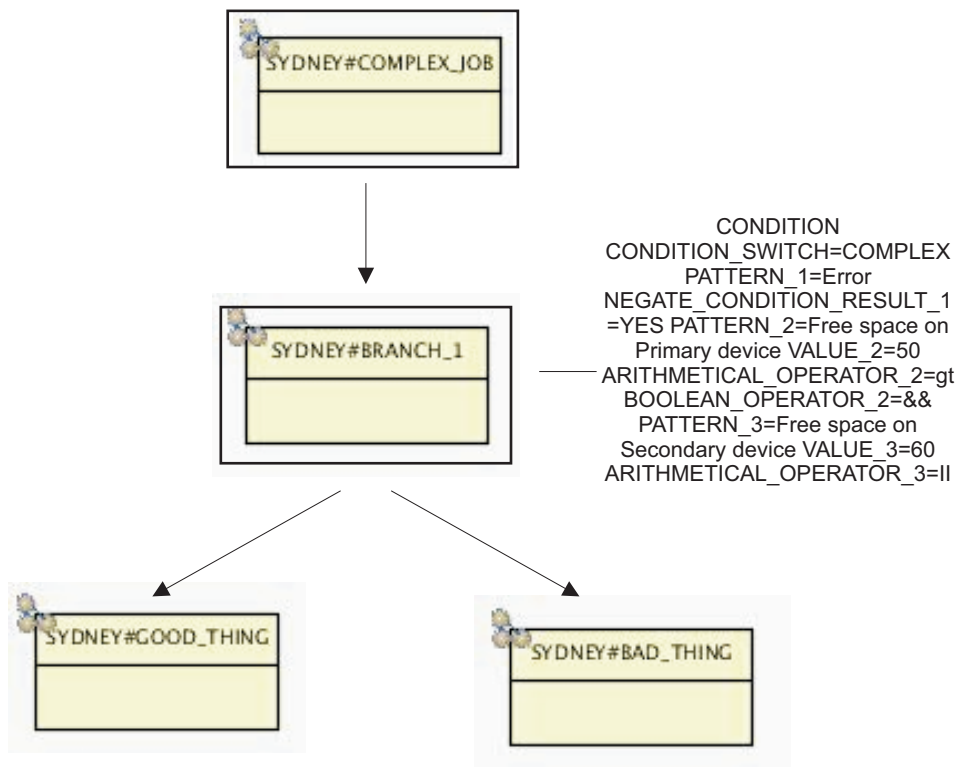 SYDNEY#COMPLEX_JOB
CONDITION
CONDITION_SWITCH=COMPLEX
PATTERN_1=Error
NEGATE_CONDITION_RESULT_1
=YES PATTERN_2=Free space on
Primary device VALUE_2=50
ARITHMETICAL_OPERATOR_2=gt
BOOLEAN_OPERATOR_2=&&
PATTERN_3=Free space on
Secondary device VALUE_3=60
ARITHMETICAL_OPERATOR_3=II
SYDNEY#BRANCH_1
SYDNEY#GOOD_THING
SYDNEY#BAD_THING